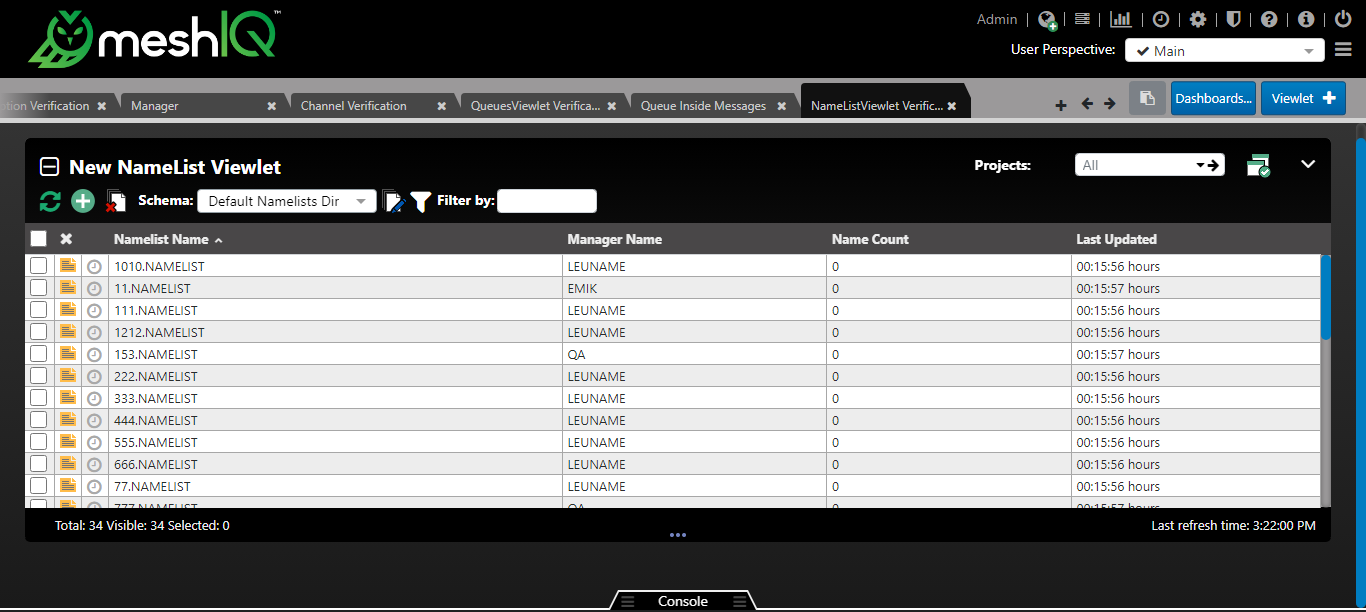 meshIQ™
Admin
User Perspective: Main
ption Verification
Manager
Channel Verification
QueuesViewlet Verifica...
Queue Inside Messages
NameListViewlet Verific...
Dashboards...
Viewlet
New NameList Viewlet
Projects: All
Schema: Default Namelists Dir
Filter by:
Namelist Name Manager Name Name Count Last Updated
1010.NAMELIST LEUNAME 0 00:15:56 hours
11.NAMELIST EMIK 0 00:15:57 hours
111.NAMELIST LEUNAME 0 00:15:56 hours
1212.NAMELIST LEUNAME 0 00:15:56 hours
153.NAMELIST QA 0 00:15:57 hours
222.NAMELIST LEUNAME 0 00:15:56 hours
333.NAMELIST LEUNAME 0 00:15:56 hours
444.NAMELIST LEUNAME 0 00:15:56 hours
555.NAMELIST LEUNAME 0 00:15:56 hours
666.NAMELIST LEUNAME 0 00:15:56 hours
77.NAMELIST LEUNAME 0 00:15:56 hours
777.NAMELIST QA 0 00:15:57 hours
Total: 34 Visible: 34 Selected: 0
Last refresh time: 3:22:00 PM
Console